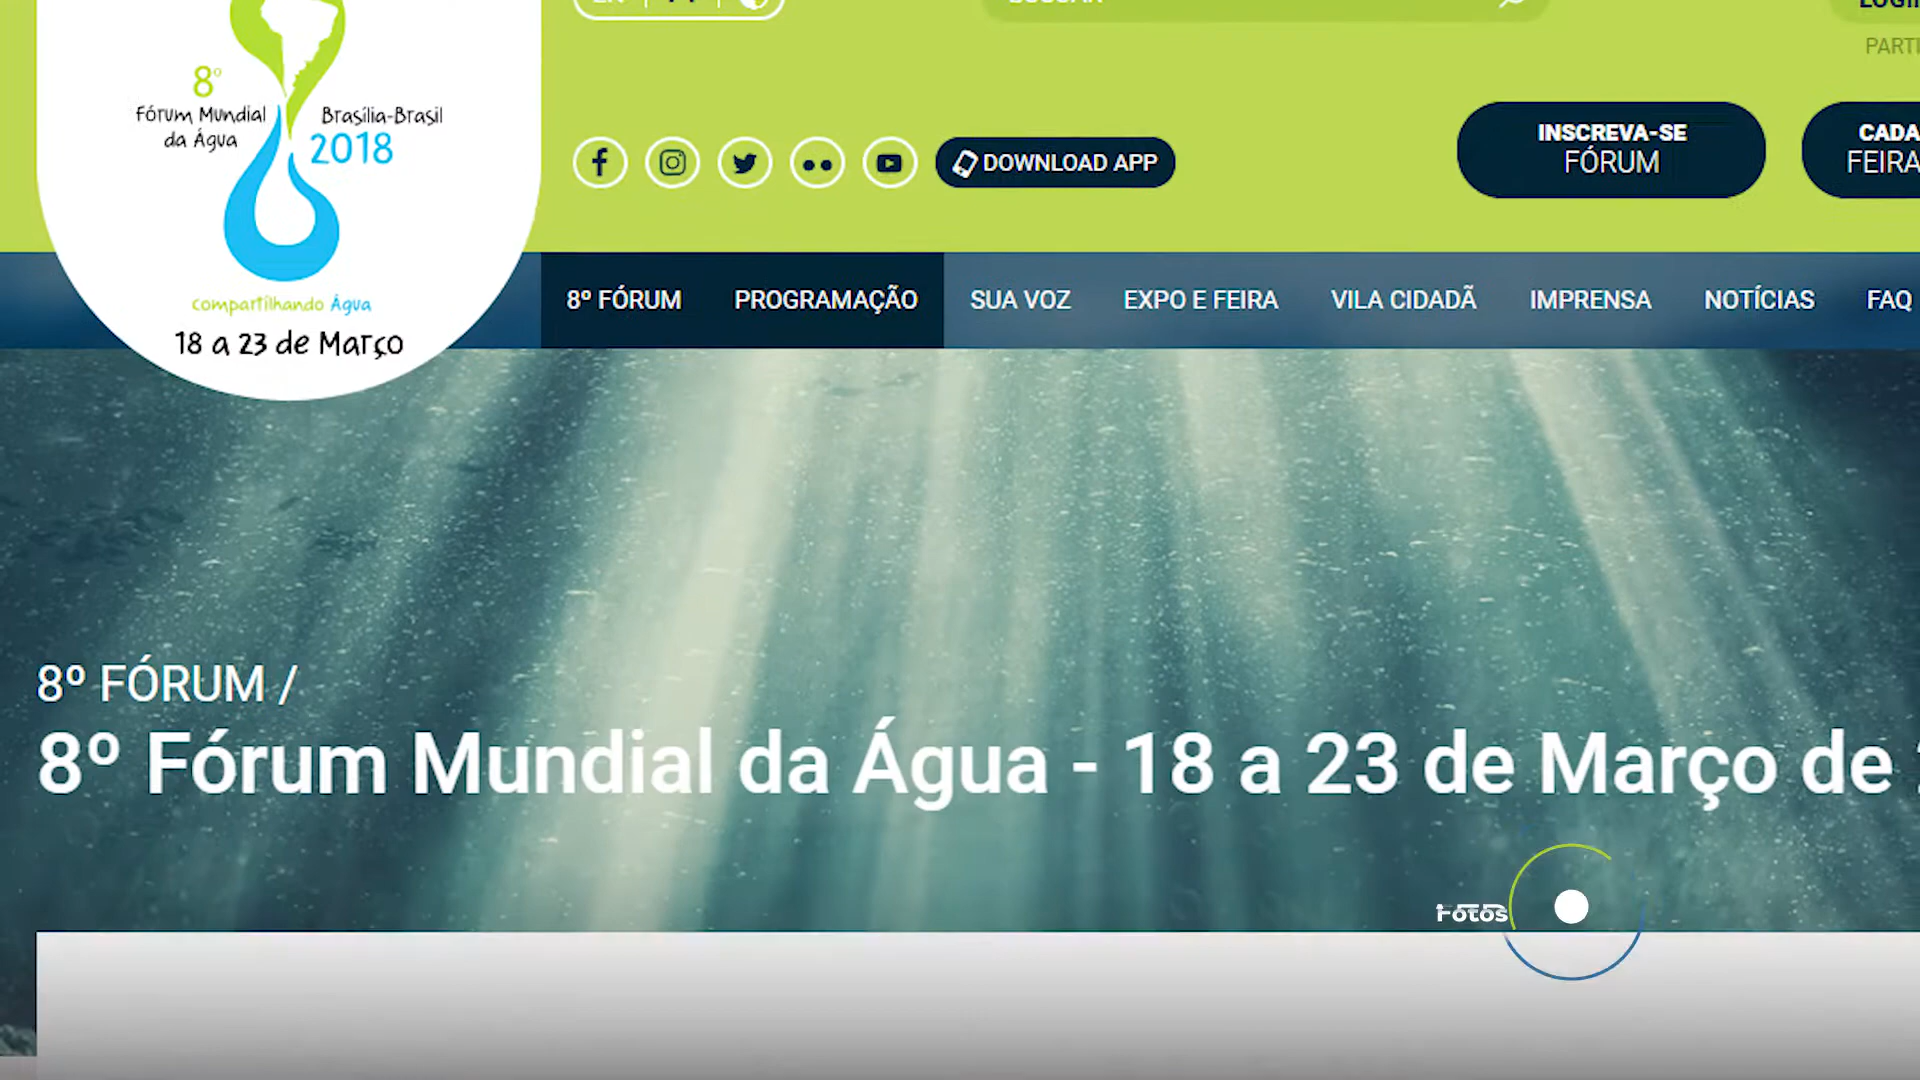 8º
Fórum Mundial
da Água
Brasília-Brasil
2018
compartilhando Água
18 a 23 de Março
DOWNLOAD APP
INSCREVA-SE
FÓRUM
FEIRA
8º FÓRUM
PROGRAMAÇÃO
SUA VOZ
EXPO E FEIRA
VILA CIDADÃ
IMPRENSA
NOTÍCIAS
FAQ
8º FÓRUM /
8º Fórum Mundial da Água - 18 a 23 de Março de
Fotos